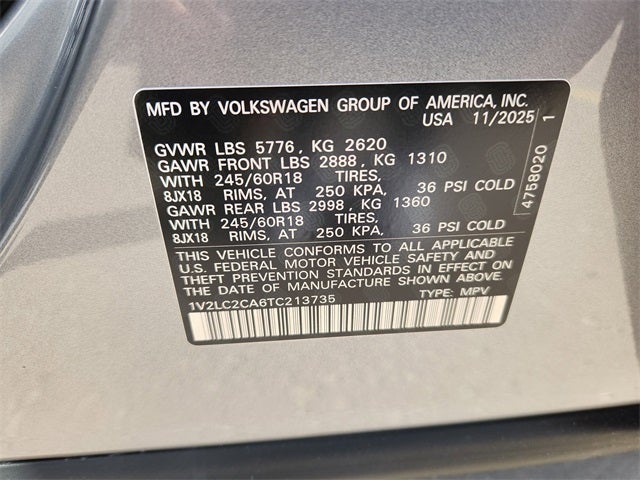 MFD BY VOLKSWAGEN GROUP OF AMERICA, INC.
USA 11/2025
GVWR LBS 5776, KG 2620
GAWR FRONT LBS 2888, KG 1310
WITH 245/60R18 TIRES,
8JX18 RIMS, AT 250 KPA, 36 PSI COLD
GAWR REAR LBS 2998, KG 1360
WITH 245/60R18 TIRES,
8JX18 RIMS, AT 250 KPA, 36 PSI COLD
THIS VEHICLE CONFORMS TO ALL APPLICABLE
U.S. FEDERAL MOTOR VEHICLE SAFETY AND
THEFT PREVENTION STANDARDS IN EFFECT ON
THE DATE OF MANUFACTURE SHOWN ABOVE.
1V2LC2CA6TC213735 TYPE: MPV
4758020 1